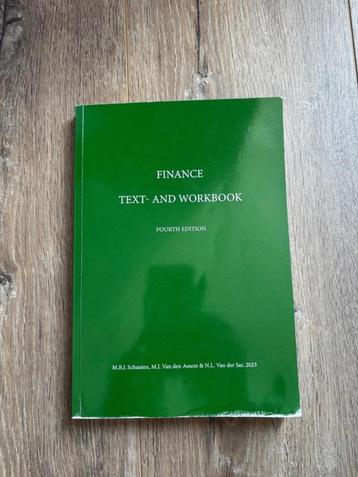 FINANCE
TEXT- AND WORKBOOK
FOURTH EDITION
M.B.J. Schauten, M.J. Van den Assem & N.L. Van der Sar, 2023